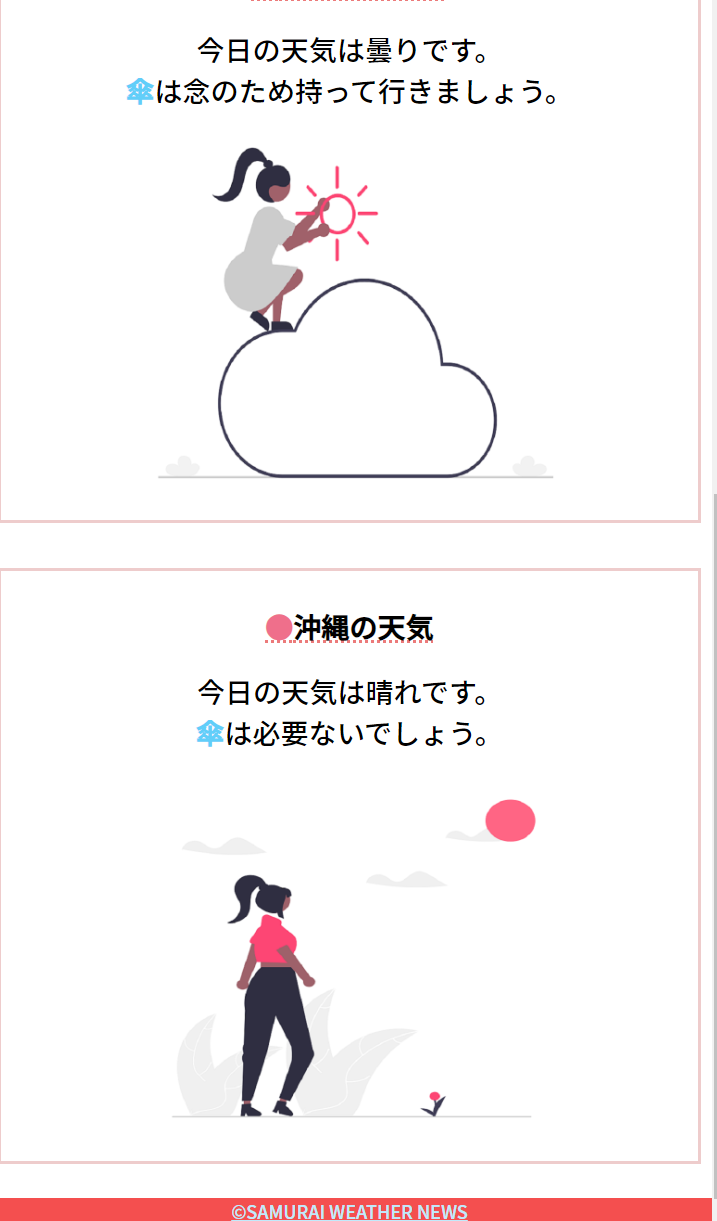 今日の天気は曇りです。
傘は念のため持って行きましょう。
●沖縄の天気
今日の天気は晴れです。
傘は必要ないでしょう。
©SAMURAI WEATHER NEWS